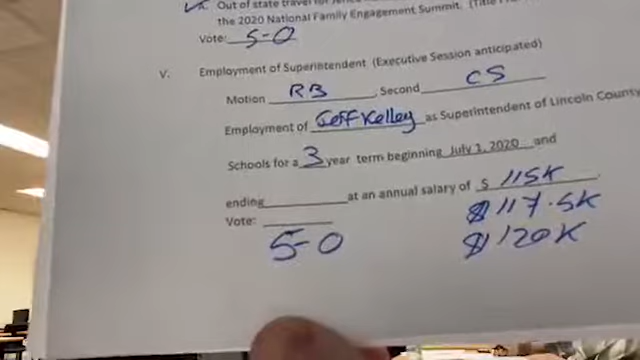 Out of state travel for
the 2020 National Family Engagement Summit. (Title
Vote: 5-0
V. Employment of Superintendent (Executive Session anticipated)
Motion RB Second CS
Employment of Jeff Kelley as Superintendent of Lincoln County
Schools for a 3 year term beginning July 1, 2020 and
ending at an annual salary of $ 115K.
$117.5K
Vote:
5-0 $120K